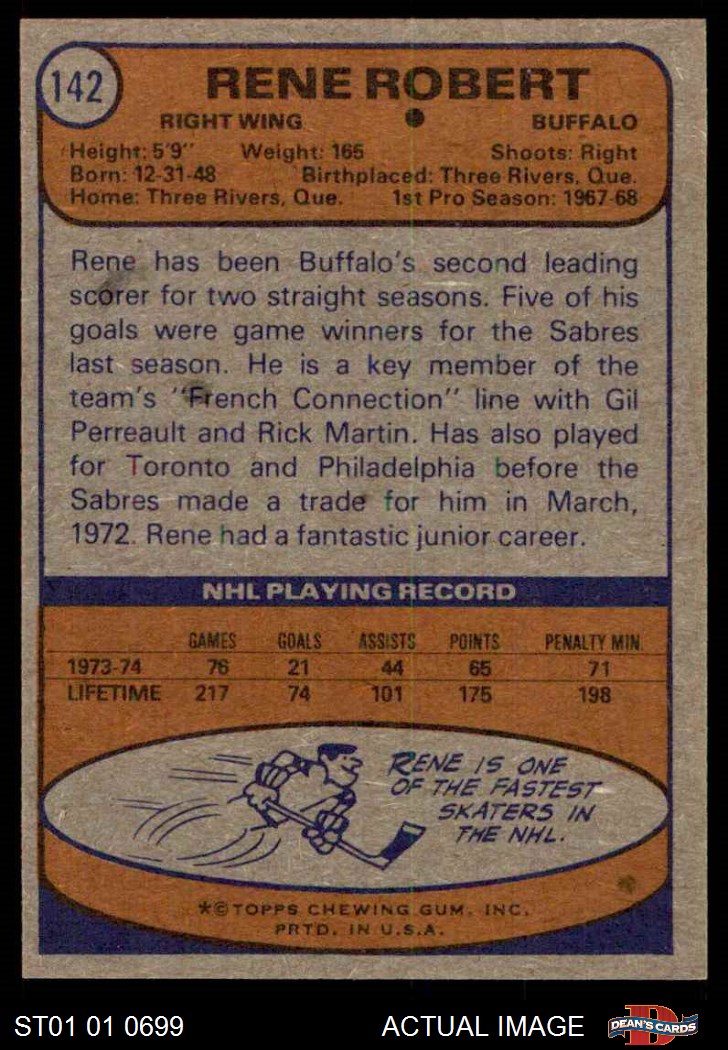 142
RENE ROBERT
RIGHT WING BUFFALO
Height: 5'9" Weight: 165 Shoots: Right
Born: 12-31-48 Birthplaced: Three Rivers, Que.
Home: Three Rivers, Que. 1st Pro Season: 1967-68
Rene has been Buffalo's second leading
scorer for two straight seasons. Five of his
goals were game winners for the Sabres
last season. He is a key member of the
team's "French Connection" line with Gil
Perreault and Rick Martin. Has also played
for Toronto and Philadelphia before the
Sabres made a trade for him in March,
1972. Rene had a fantastic junior career.
NHL PLAYING RECORD
GAMES GOALS ASSISTS POINTS PENALTY MIN.
1973-74 76 21 44 65 71
LIFETIME 217 74 101 175 198
RENE IS ONE
OF THE FASTEST
SKATERS IN
THE NHL.
*©TOPPS CHEWING GUM, INC.
PRTD. IN U.S.A.
ST01 01 0699 ACTUAL IMAGE D DEAN'S CARDS